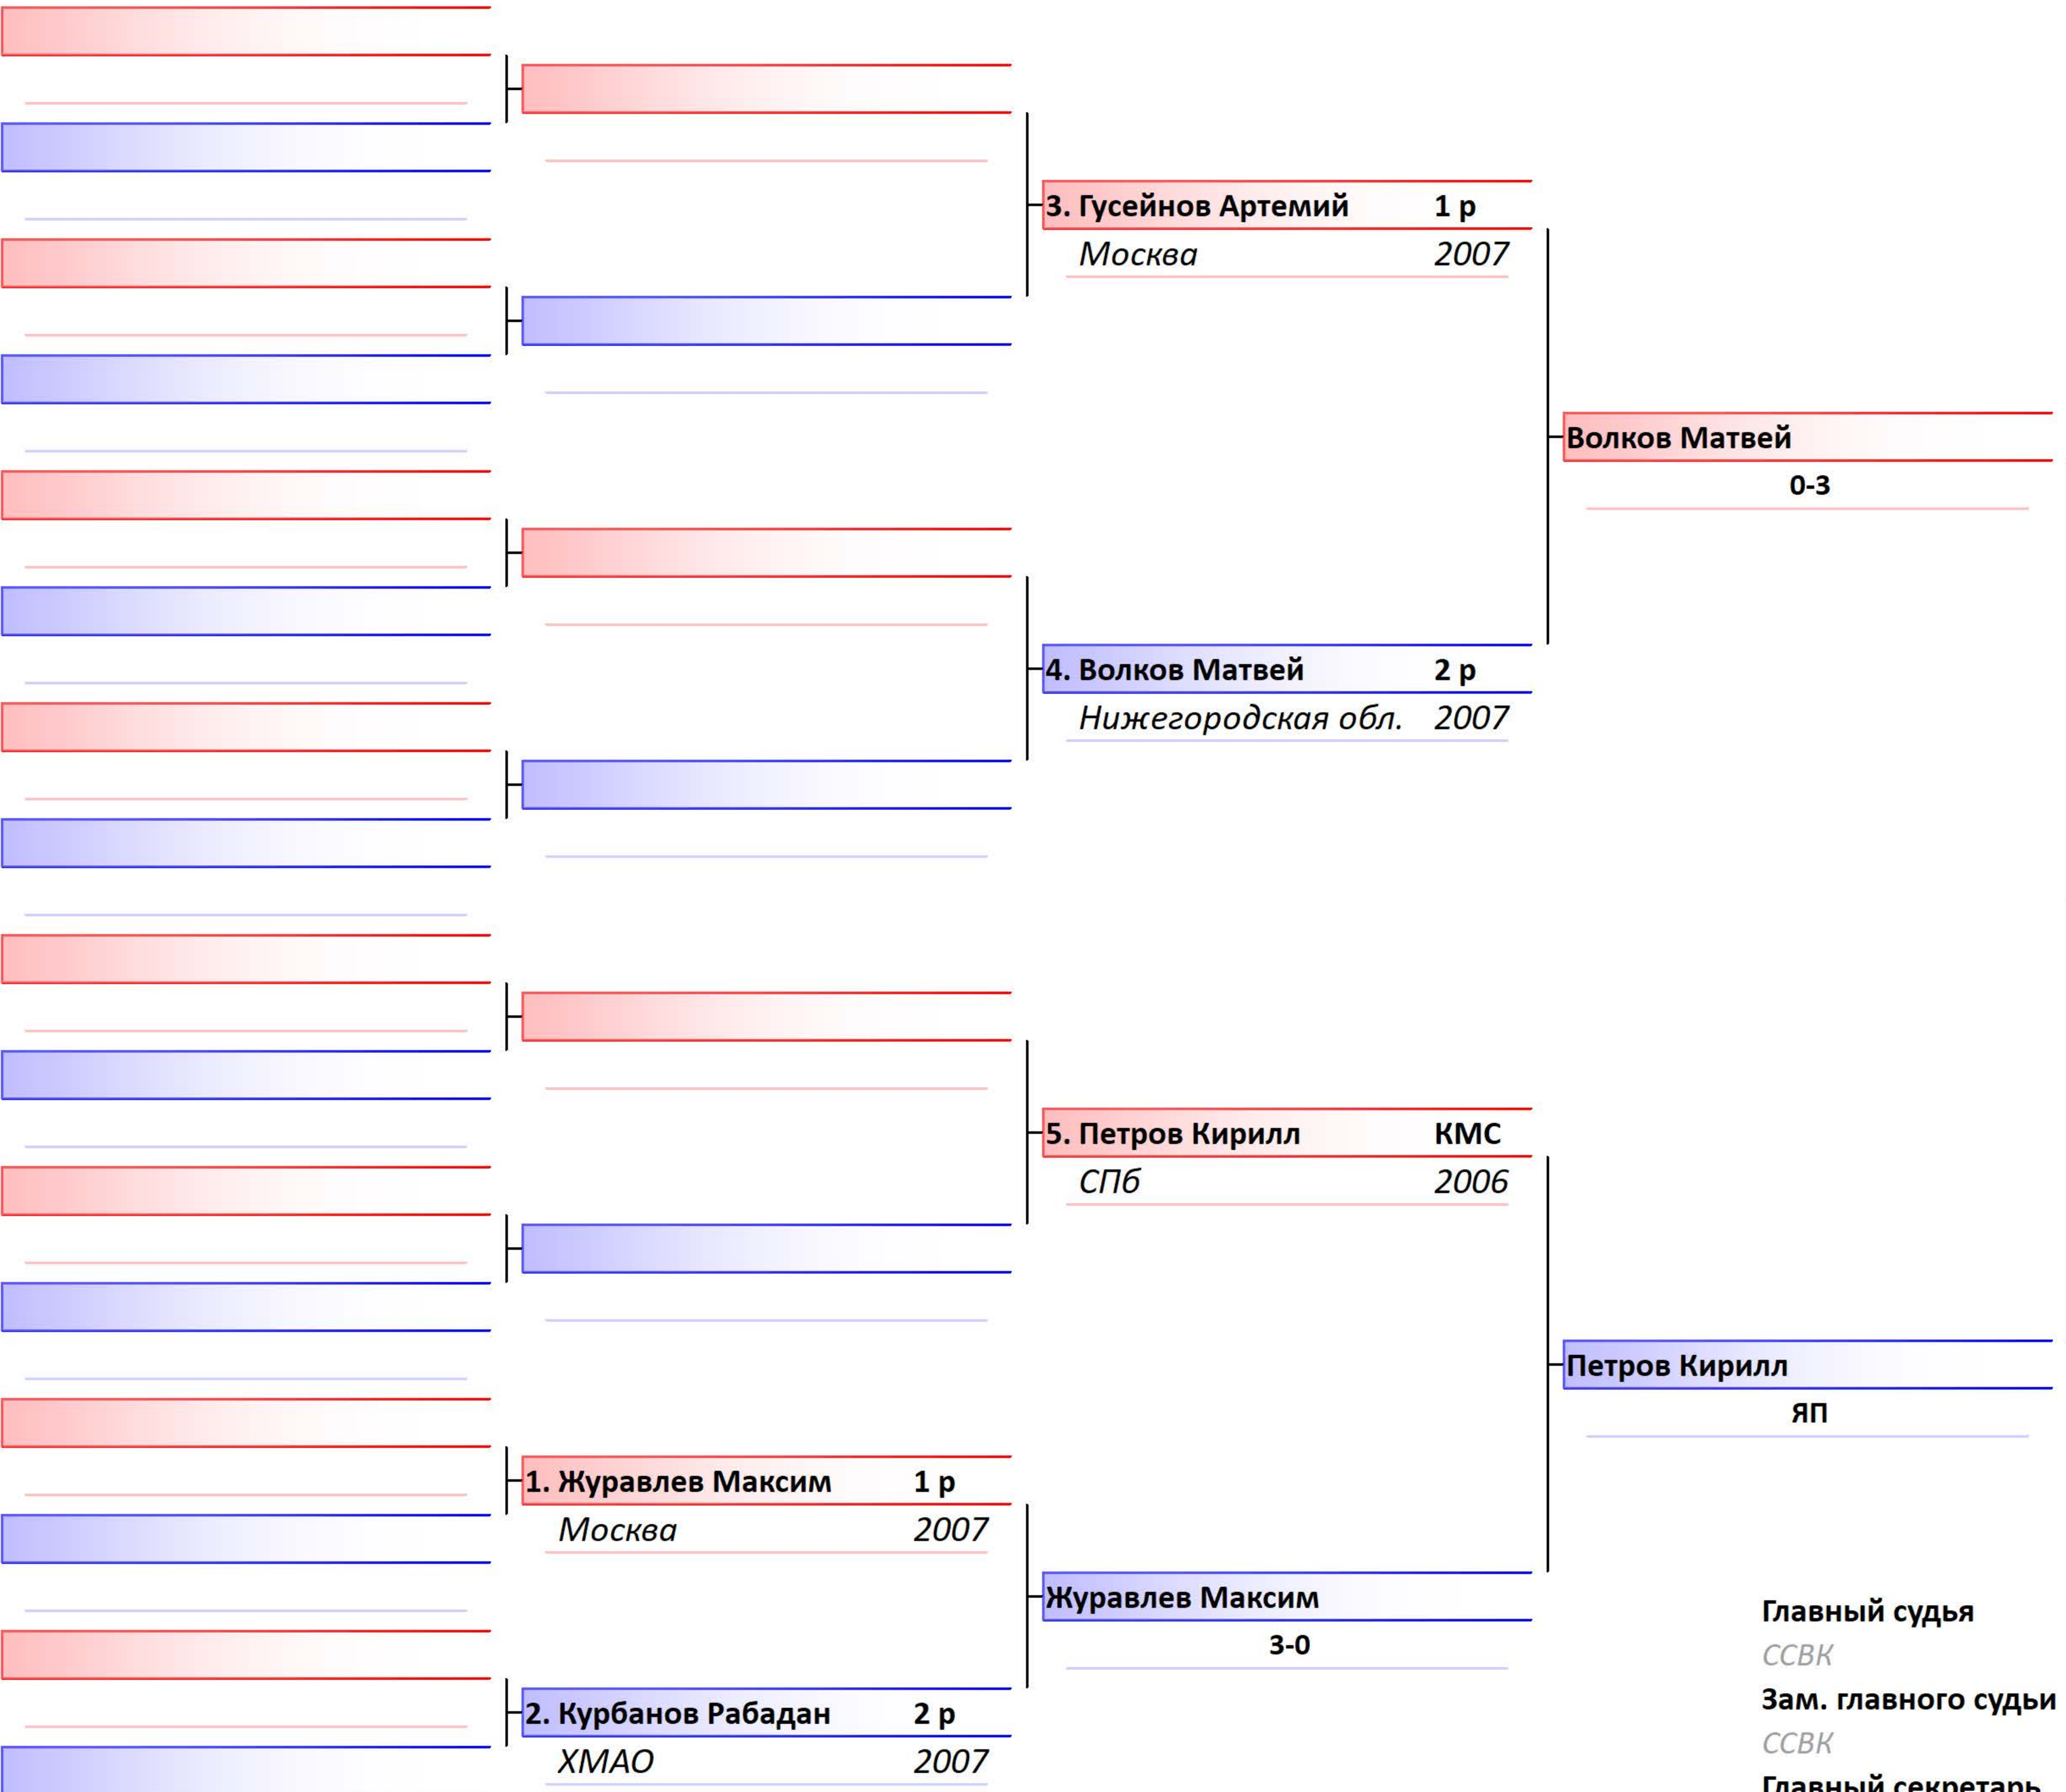 3. Гусейнов Артемий 1 р
Москва 2007
Волков Матвей
0-3
4. Волков Матвей 2 р
Нижегородская обл. 2007
5. Петров Кирилл КМС
СПб 2006
Петров Кирилл
ЯП
1. Журавлев Максим 1 р
Москва 2007
Журавлев Максим
3-0
2. Курбанов Рабадан 2 р
ХМАО 2007
Главный судья
ССВК
Зам. главного судьи
ССВК
Главный секретарь